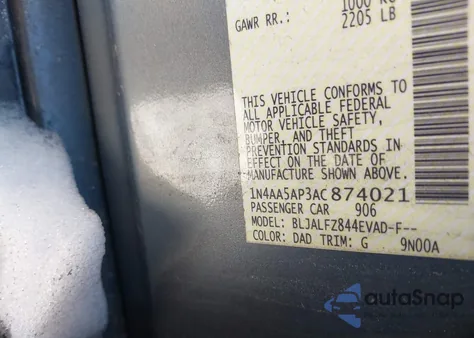 1000 KG
GAWR RR.:
2205 LB
THIS VEHICLE CONFORMS TO
ALL APPLICABLE FEDERAL
MOTOR VEHICLE SAFETY,
BUMPER, AND THEFT
PREVENTION STANDARDS IN
EFFECT ON THE DATE OF
MANUFACTURE SHOWN ABOVE.
1N4AA5AP3AC874021
PASSENGER CAR 906
MODEL: BLJALFZ844EVAD-F--
COLOR: DAD TRIM: G 9N00A
autoSnap